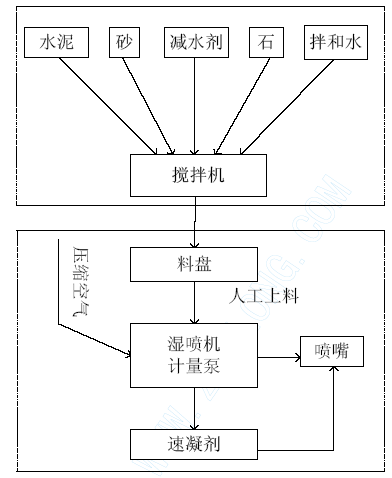 水泥
砂
减水剂
石
拌和水
搅拌机
料盘
压缩空气
人工上料
湿喷机
计量泵
喷嘴
速凝剂